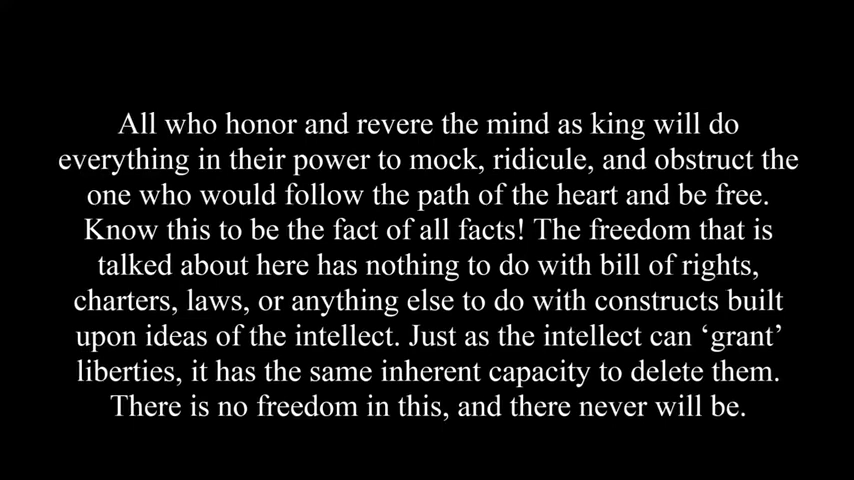 All who honor and revere the mind as king will do
everything in their power to mock, ridicule, and obstruct the
one who would follow the path of the heart and be free.
Know this to be the fact of all facts! The freedom that is
talked about here has nothing to do with bill of rights,
charters, laws, or anything else to do with constructs built
upon ideas of the intellect. Just as the intellect can ‘grant’
liberties, it has the same inherent capacity to delete them.
There is no freedom in this, and there never will be.